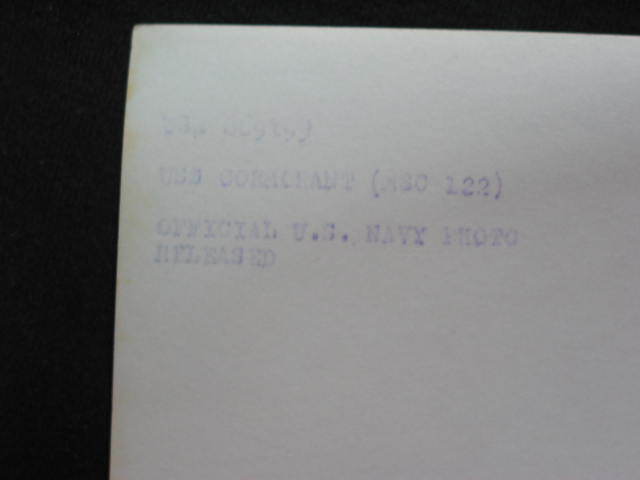 USS CORMORANT (MSC 122)
OFFICIAL U.S. NAVY PHOTO
RELEASED